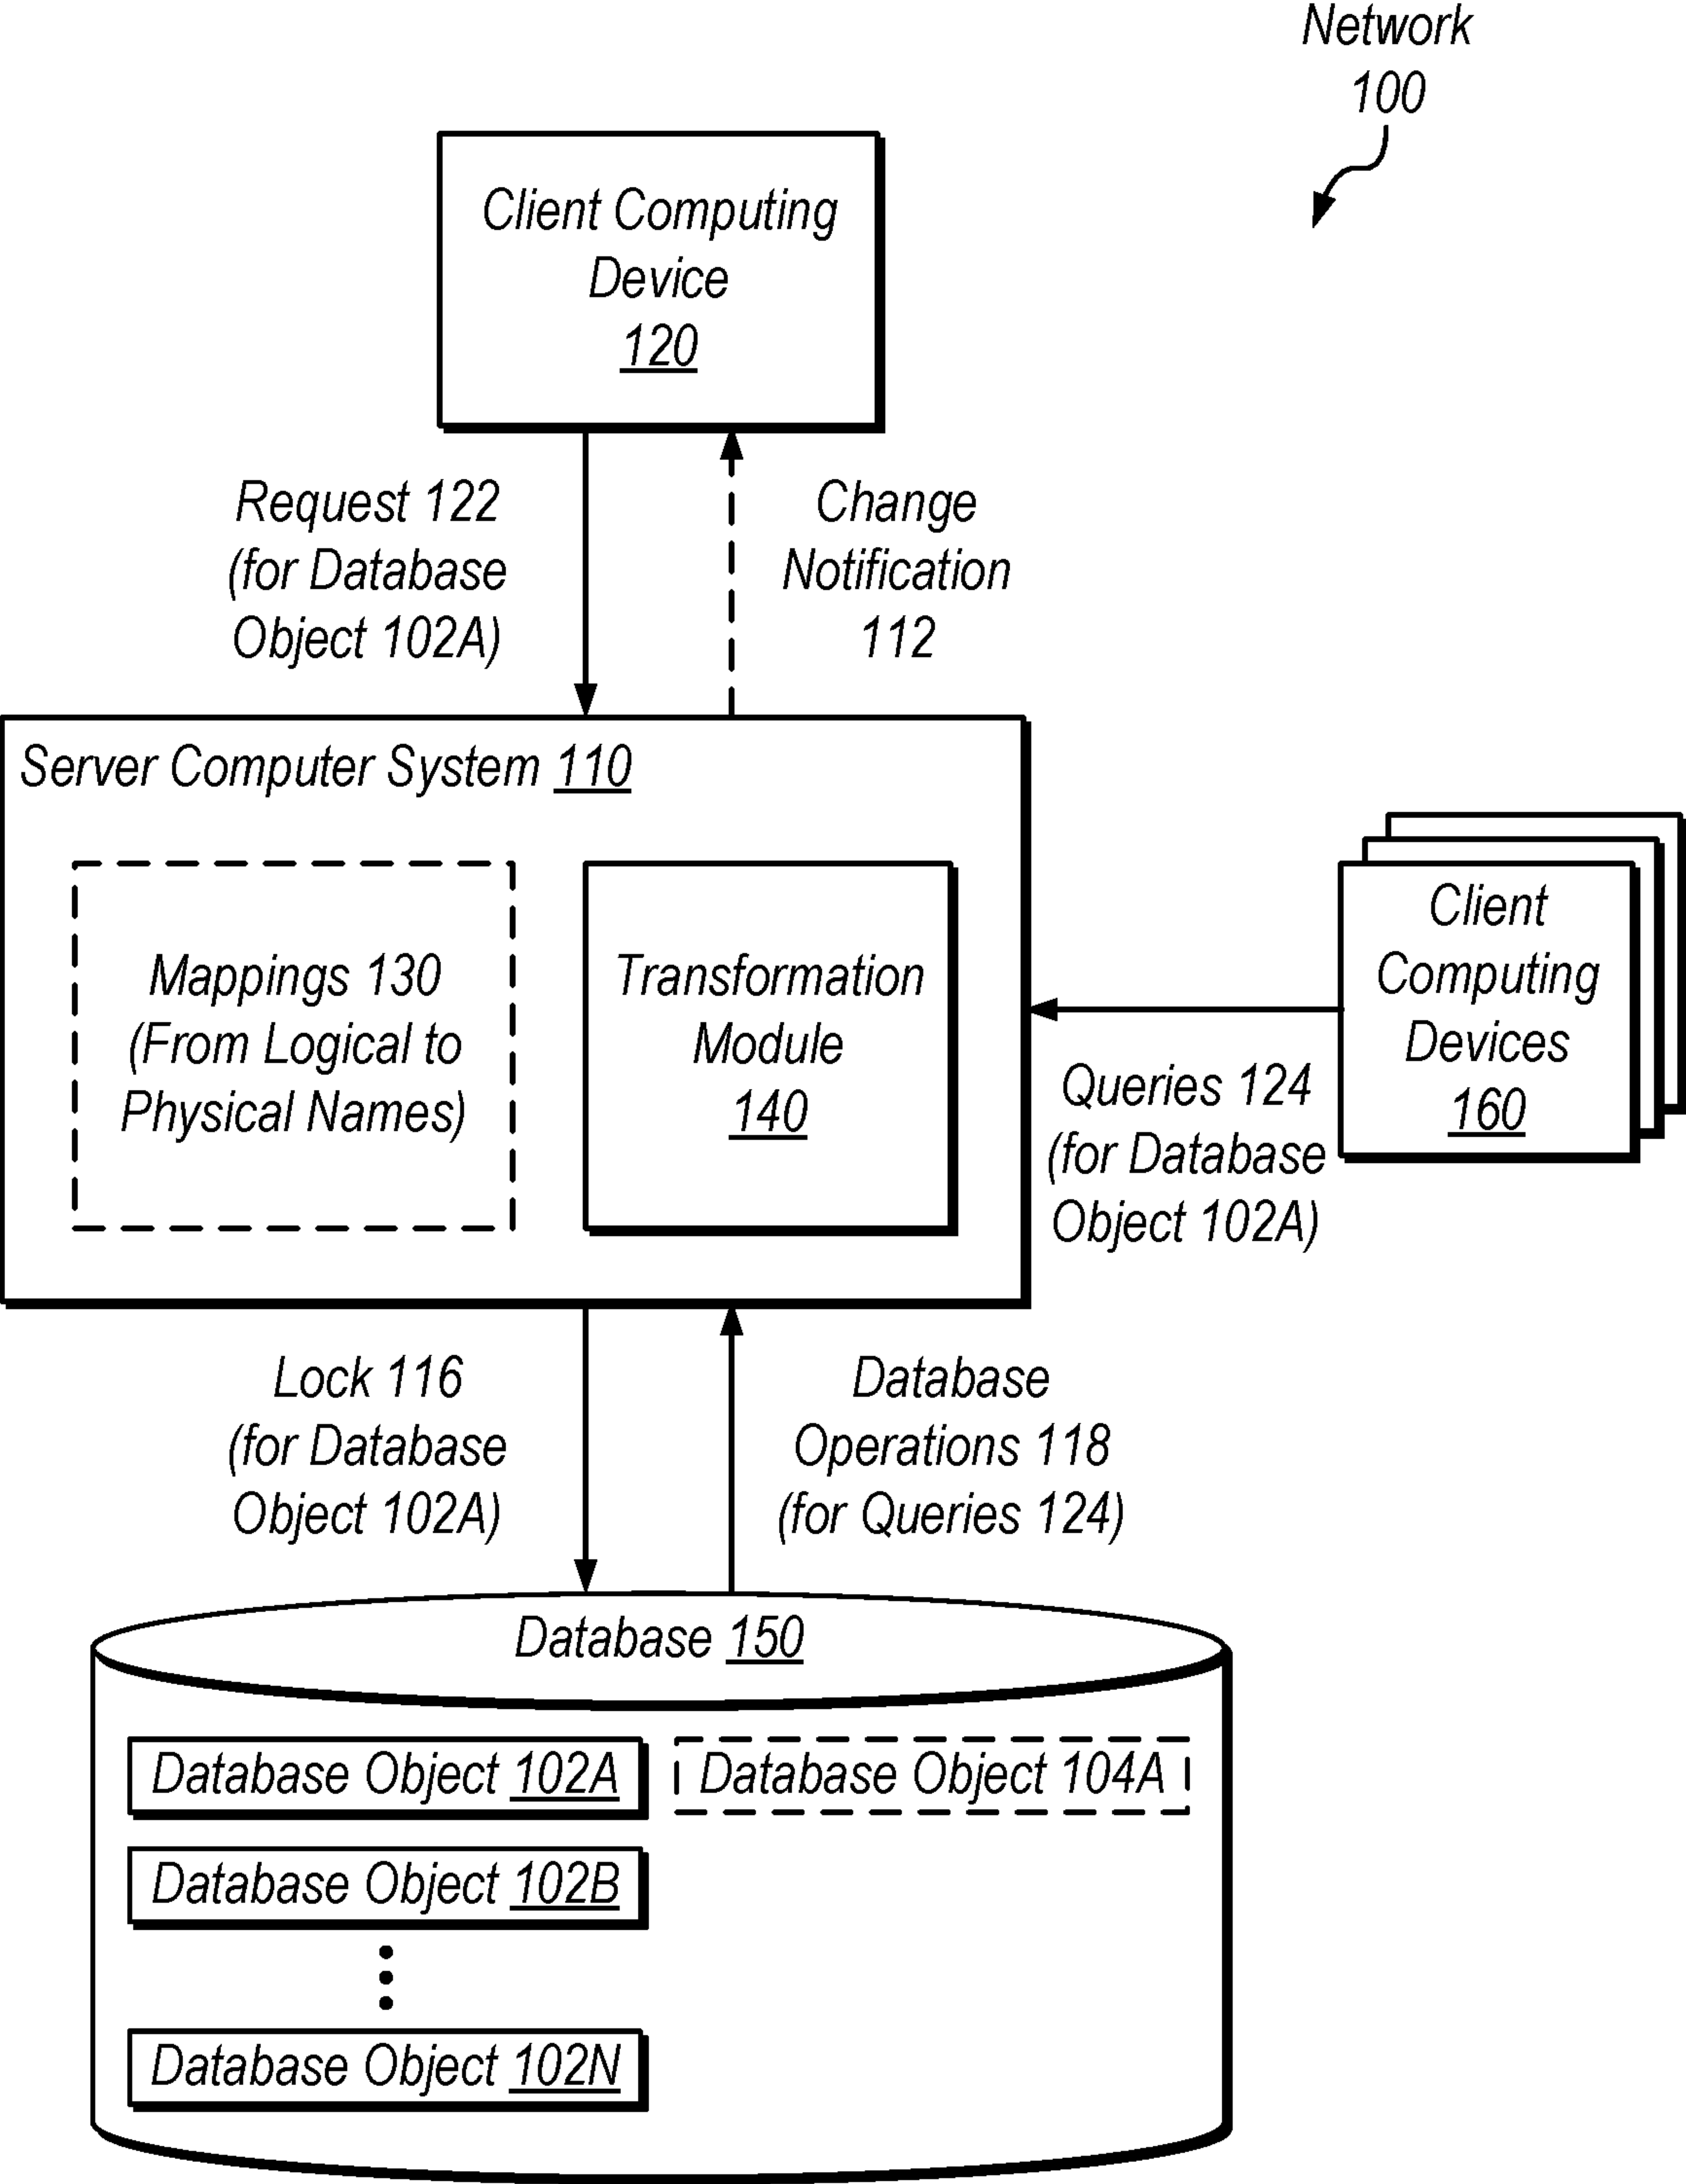 Network
100
Client Computing
Device
120
Request 122
(for Database
Object 102A)
Change
Notification
112
Server Computer System 110
Mappings 130
(From Logical to
Physical Names)
Transformation
Module
140
Client
Computing
Devices
160
Queries 124
(for Database
Object 102A)
Lock 116
(for Database
Object 102A)
Database
Operations 118
(for Queries 124)
Database 150
Database Object 102A
Database Object 104A
Database Object 102B
Database Object 102N